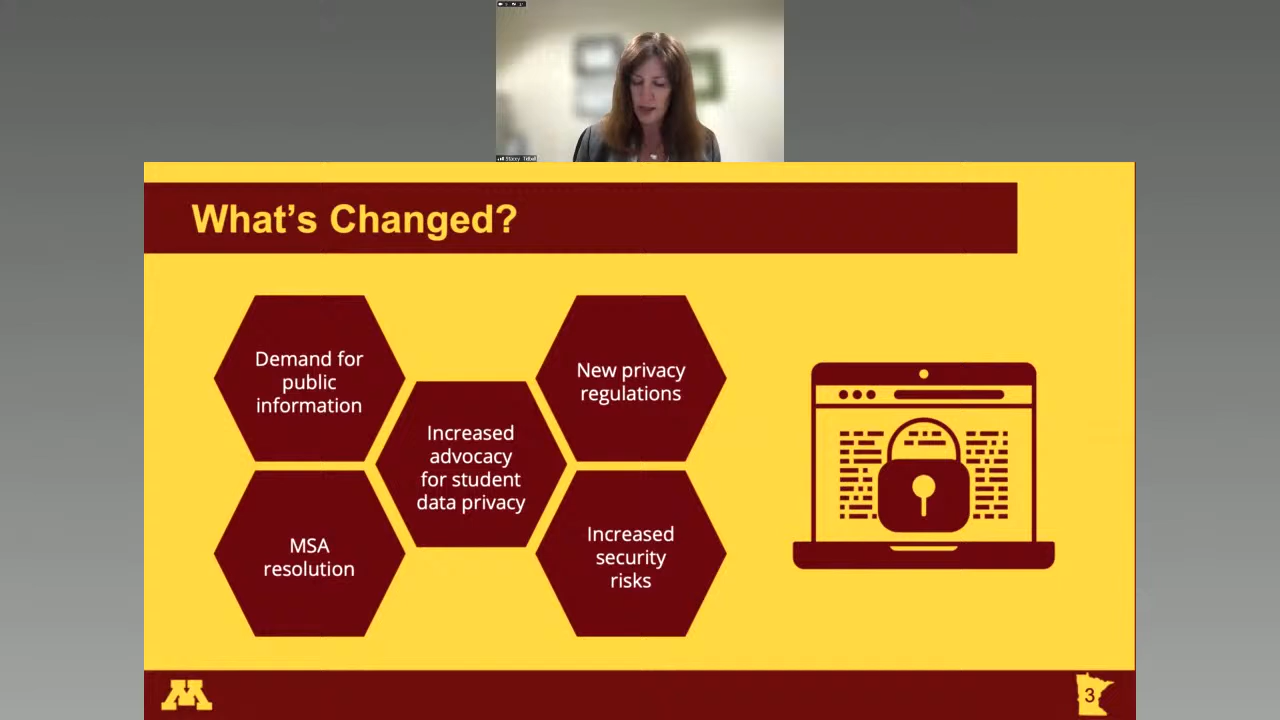 What's Changed?
Demand for
public
information
New privacy
regulations
Increased
advocacy
for student
data privacy
MSA
resolution
Increased
security
risks
M
3